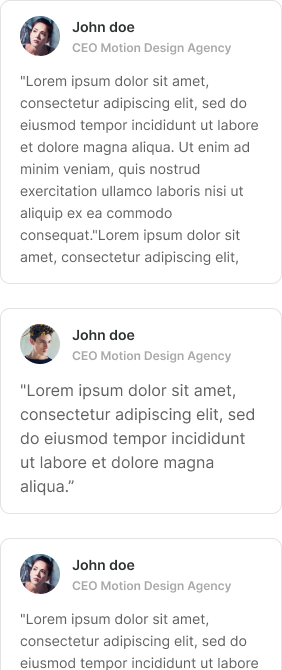 John doe
CEO Motion Design Agency
"Lorem ipsum dolor sit amet,
consectetur adipiscing elit, sed do
eiusmod tempor incididunt ut labore
et dolore magna aliqua. Ut enim ad
minim veniam, quis nostrud
exercitation ullamco laboris nisi ut
aliquip ex ea commodo
consequat."Lorem ipsum dolor sit
amet, consectetur adipiscing elit,
John doe
CEO Motion Design Agency
"Lorem ipsum dolor sit amet,
consectetur adipiscing elit, sed
do eiusmod tempor incididunt
ut labore et dolore magna
aliqua.”
John doe
CEO Motion Design Agency
"Lorem ipsum dolor sit amet,
consectetur adipiscing elit, sed do
eiusmod tempor incididunt ut labore